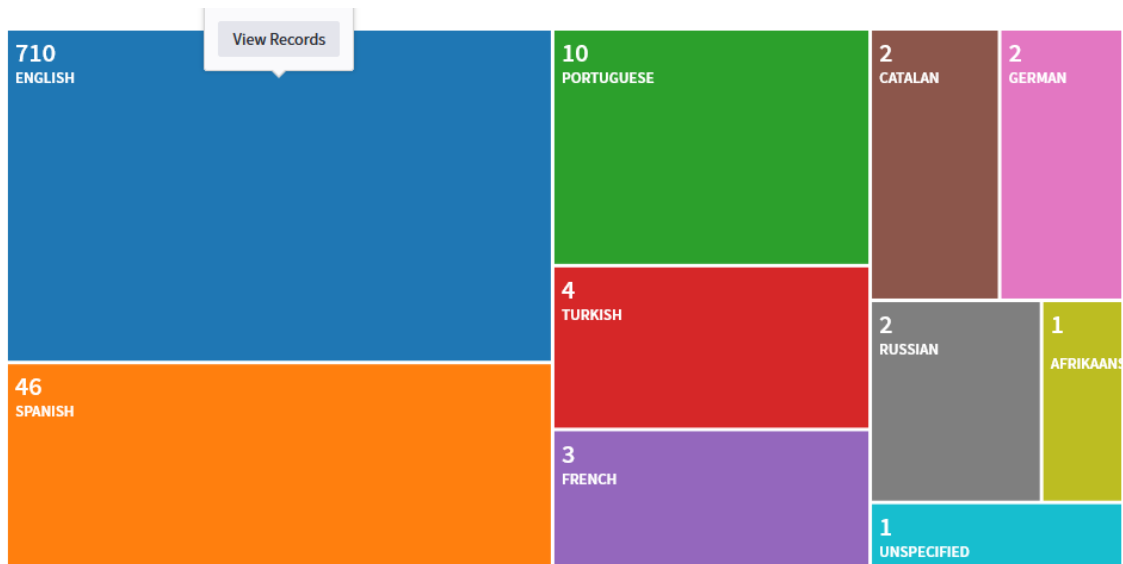 View Records
710
ENGLISH
46
SPANISH
10
PORTUGUESE
4
TURKISH
3
FRENCH
2
CATALAN
2
GERMAN
2
RUSSIAN
1
AFRIKAANS
1
UNSPECIFIED